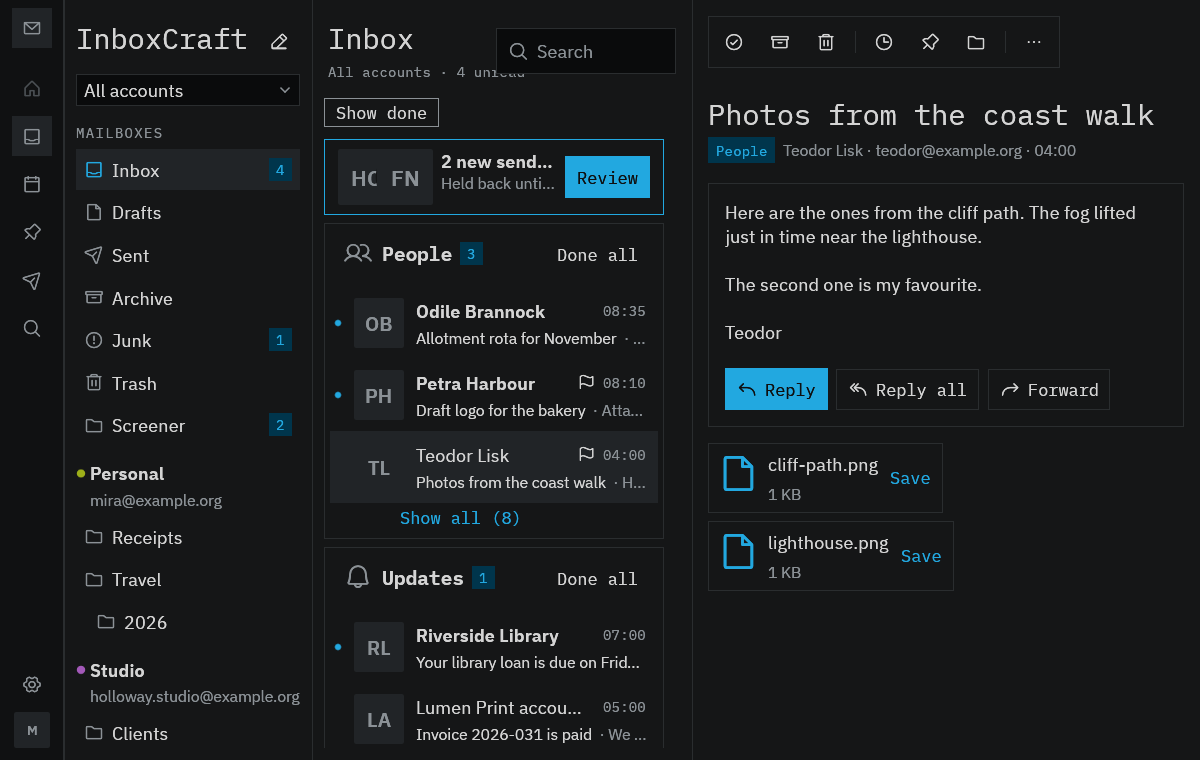 InboxCraft
All accounts
MAILBOXES
Inbox 4
Drafts
Sent
Archive
Junk 1
Trash
Screener 2
Personal
mira@example.org
Receipts
Travel
2026
Studio
holloway.studio@example.org
Clients
M
Inbox
Search
All accounts · 4 unread
Show done
HC FN
2 new send...
Held back unti...
Review
People 3 Done all
OB
Odile Brannock 08:35
Allotment rota for November · ...
PH
Petra Harbour 08:10
Draft logo for the bakery · Atta...
TL
Teodor Lisk 04:00
Photos from the coast walk · H...
Show all (8)
Updates 1 Done all
RL
Riverside Library 07:00
Your library loan is due on Frid...
LA
Lumen Print accou... 05:00
Invoice 2026-031 is paid · We ...
Photos from the coast walk
People Teodor Lisk · teodor@example.org · 04:00
Here are the ones from the cliff path. The fog lifted
just in time near the lighthouse.
The second one is my favourite.
Teodor
Reply Reply all Forward
cliff-path.png
1 KB
Save
lighthouse.png
1 KB
Save